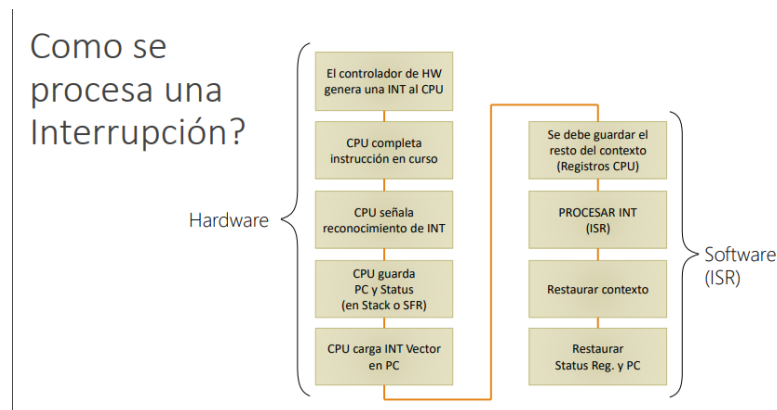 Como se
procesa una
Interrupción?
Hardware
El controlador de HW
genera una INT al CPU
CPU completa
instrucción en curso
CPU señala
reconocimiento de INT
CPU guarda
PC y Status
(en Stack o SFR)
CPU carga INT Vector
en PC
Se debe guardar el
resto del contexto
(Registros CPU)
PROCESAR INT
(ISR)
Restaurar contexto
Restaurar
Status Reg. y PC
Software
(ISR)